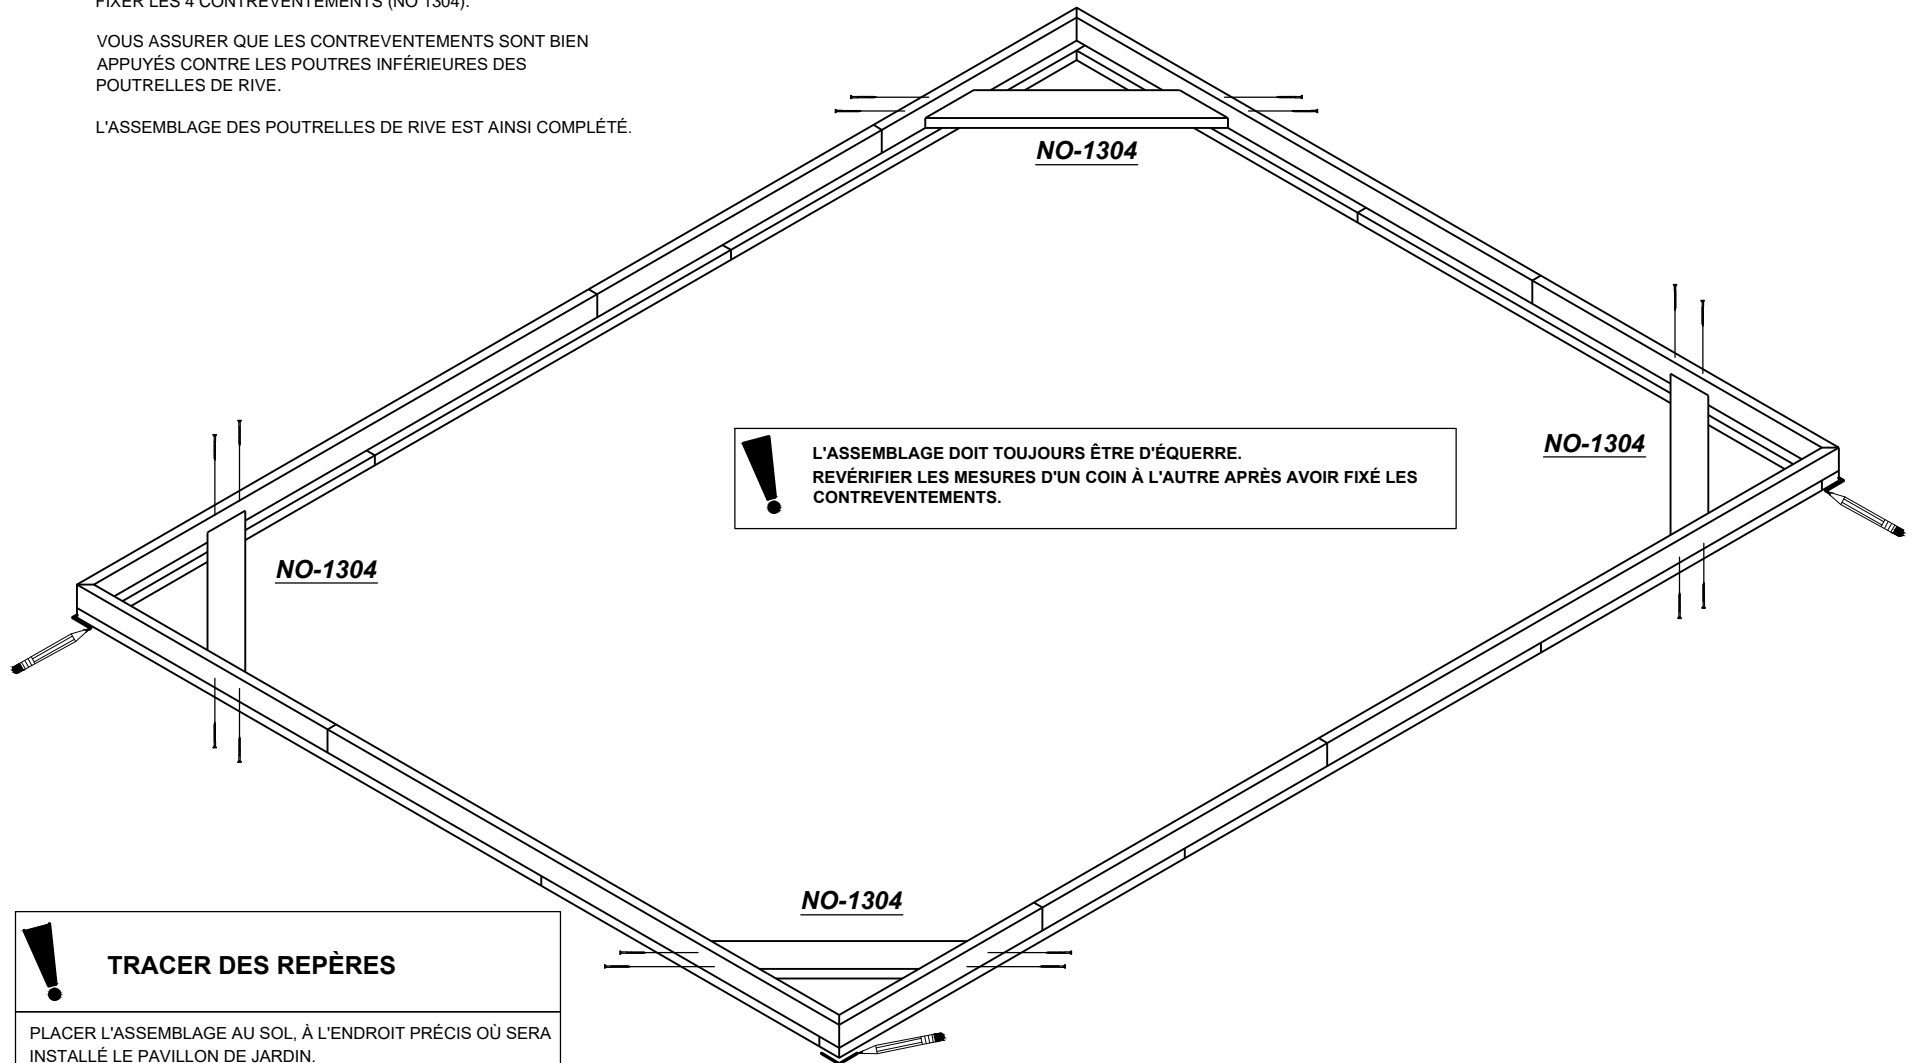 FIXER LES 4 CONTREVENTEMENTS (NO 1304).
VOUS ASSURER QUE LES CONTREVENTEMENTS SONT BIEN
APPUYÉS CONTRE LES POUTRES INFÉRIEURES DES
POUTRELLES DE RIVE.
L'ASSEMBLAGE DES POUTRELLES DE RIVE EST AINSI COMPLÉTÉ.
NO-1304
L'ASSEMBLAGE DOIT TOUJOURS ÊTRE D'ÉQUERRE.
REVÉRIFIER LES MESURES D'UN COIN À L'AUTRE APRÈS AVOIR FIXÉ LES
CONTREVENTEMENTS.
NO-1304
NO-1304
NO-1304
TRACER DES REPÈRES
PLACER L'ASSEMBLAGE AU SOL, À L'ENDROIT PRÉCIS OÙ SERA
INSTALLÉ LE PAVILLON DE JARDIN.